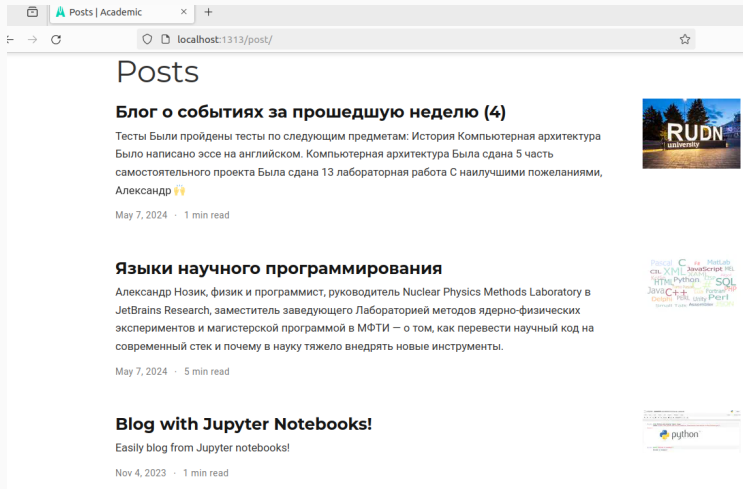 Posts | Academic
localhost:1313/post/
Posts
Блог о событиях за прошедшую неделю (4)
Тесты Были пройдены тесты по следующим предметам: История Компьютерная архитектура
Было написано эссе на английском. Компьютерная архитектура Была сдана 5 часть
самостоятельного проекта Была сдана 13 лабораторная работа С наилучшими пожеланиями,
Александр 🙌
May 7, 2024 · 1 min read
RUDN
university
Языки научного программирования
Александр Нозик, физик и программист, руководитель Nuclear Physics Methods Laboratory в
JetBrains Research, заместитель заведующего Лабораторией методов ядерно-физических
экспериментов и магистерской программой в МФТИ — о том, как перевести научный код на
современный стек и почему в науку тяжело внедрять новые инструменты.
May 7, 2024 · 5 min read
Pascal C MatLab
XML JavaScript
HTML Python SQL
Java C++ PHP
Perl Unity Perl
Blog with Jupyter Notebooks!
Easily blog from Jupyter notebooks!
Nov 4, 2023 · 1 min read
python